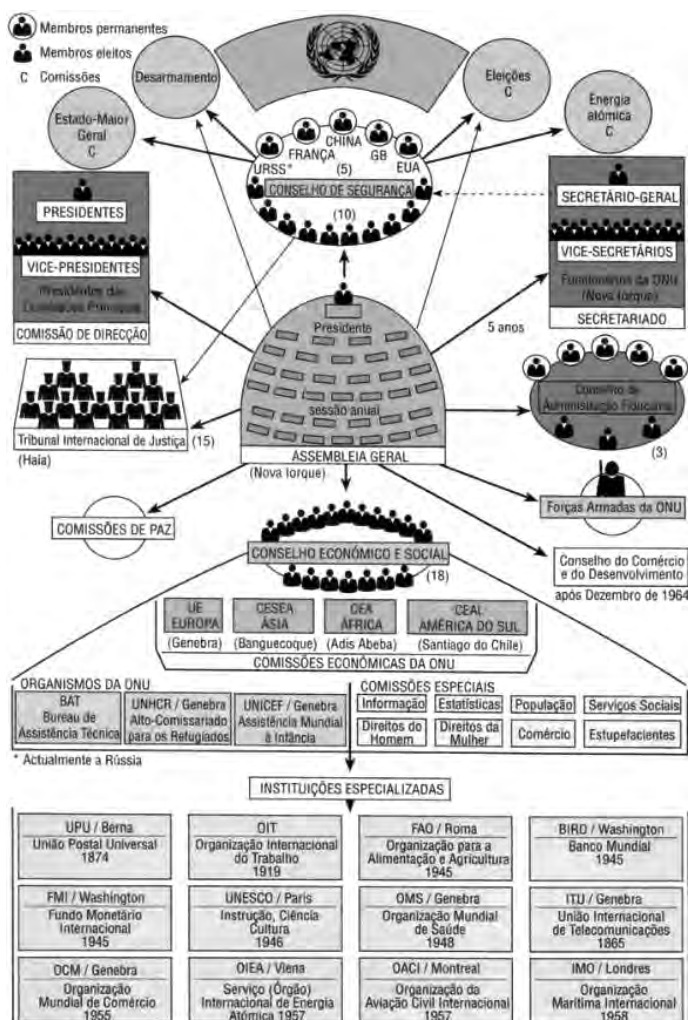 Membros permanentes
Membros eleitos
C Comissões
Desarmamento
Eleições
C
Estado-Maior
Geral
C
Energia
atómica
C
URSS*
FRANÇA
CHINA
GB
EUA
(5)
CONSELHO DE SEGURANÇA
(10)
PRESIDENTES
VICE-PRESIDENTES
Presidentes das
Comissões Principais
COMISSÃO DE DIRECÇÃO
SECRETÁRIO-GERAL
VICE-SECRETÁRIOS
Funcionários da ONU
(Nova Iorque)
SECRETARIADO
5 anos
Presidente
sessão anual
ASSEMBLEIA GERAL
(Nova Iorque)
Tribunal Internacional de Justiça (15)
(Haia)
Conselho de
Administração Fiduciária
(3)
COMISSÕES DE PAZ
Forças Armadas da ONU
CONSELHO ECONÓMICO E SOCIAL
(18)
Conselho do Comércio
e do Desenvolvimento
após Dezembro de 1964
UE
EUROPA
(Genebra)
CESEA
ÁSIA
(Banguecoque)
CEA
ÁFRICA
(Adis Abeba)
CEAL
AMÉRICA DO SUL
(Santiago do Chile)
COMISSÕES ECONÓMICAS DA ONU
ORGANISMOS DA ONU
BAT
Bureau de
Assistência Técnica
UNHCR / Genebra
Alto-Comissariado
para os Refugiados
UNICEF / Genebra
Assistência Mundial
à Infância
COMISSÕES ESPECIAIS
Informação
Estatísticas
População
Serviços Sociais
Direitos do
Homem
Direitos da
Mulher
Comércio
Estupefacientes
* Actualmente a Rússia
INSTITUIÇÕES ESPECIALIZADAS
UPU / Berna
União Postal Universal
1874
OIT
Organização Internacional
do Trabalho
1919
FAO / Roma
Organização para a
Alimentação e Agricultura
1945
BIRD / Washington
Banco Mundial
1945
FMI / Washington
Fundo Monetário
Internacional
1945
UNESCO / Paris
Instrução, Ciência
Cultura
1946
OMS / Genebra
Organização Mundial
de Saúde
1948
ITU / Genebra
União Internacional
de Telecomunicações
1865
OCM / Genebra
Organização
Mundial de Comércio
1955
OIEA / Viena
Serviço (Órgão)
Internacional de Energia
Atómica 1957
OACI / Montreal
Organização da
Aviação Civil Internacional
1957
IMO / Londres
Organização
Marítima Internacional
1958